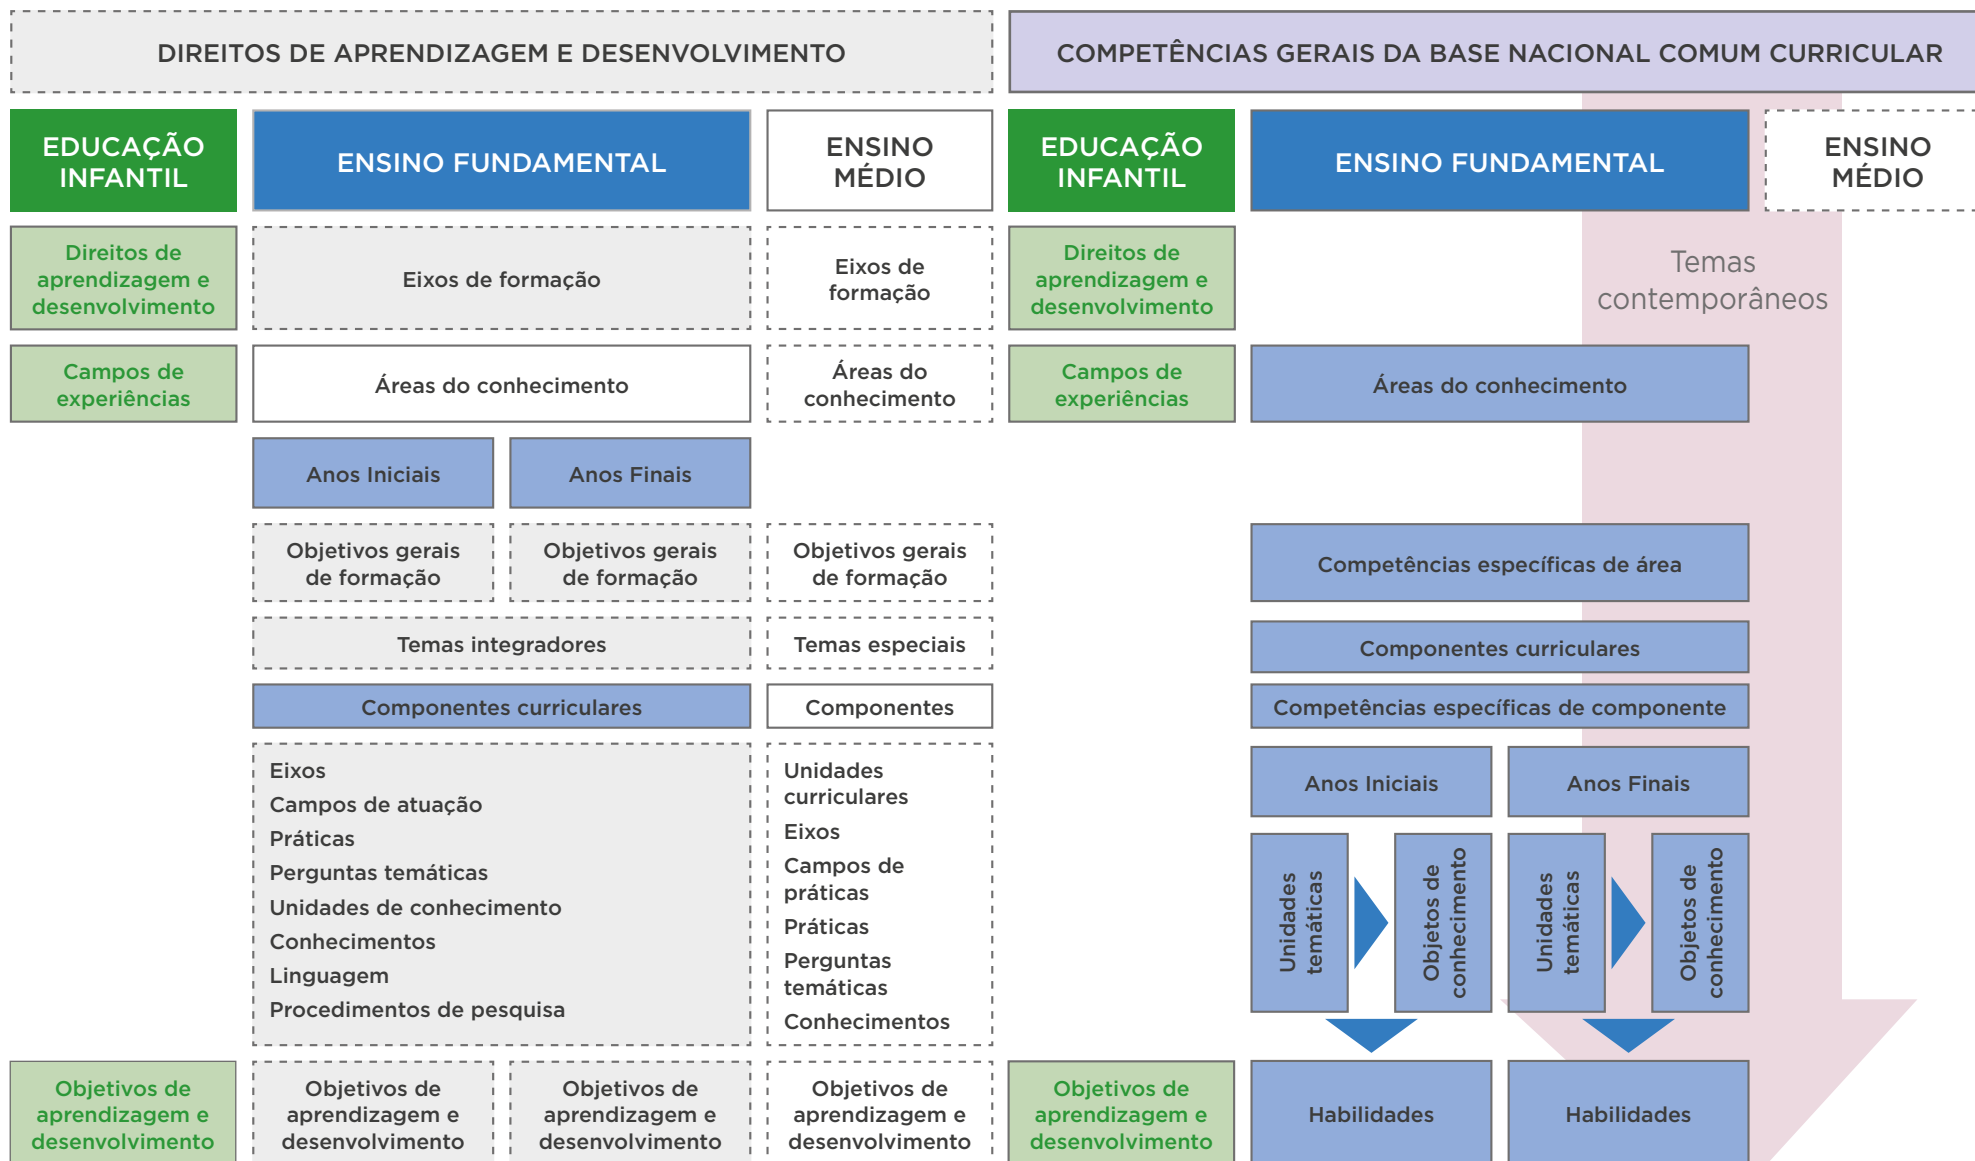 DIREITOS DE APRENDIZAGEM E DESENVOLVIMENTO
EDUCAÇÃO
INFANTIL
ENSINO FUNDAMENTAL
ENSINO
MÉDIO
Direitos de
aprendizagem e
desenvolvimento
Eixos de formação
Eixos de
formação
Campos de
experiências
Áreas do conhecimento
Áreas do
conhecimento
Anos Iniciais
Anos Finais
Objetivos gerais
de formação
Objetivos gerais
de formação
Objetivos gerais
de formação
Temas integradores
Temas especiais
Componentes curriculares
Componentes
Eixos
Campos de atuação
Práticas
Perguntas temáticas
Unidades de conhecimento
Conhecimentos
Linguagem
Procedimentos de pesquisa
Unidades
curriculares
Eixos
Campos de
práticas
Práticas
Perguntas
temáticas
Conhecimentos
Objetivos de
aprendizagem e
desenvolvimento
Objetivos de
aprendizagem e
desenvolvimento
Objetivos de
aprendizagem e
desenvolvimento
Objetivos de
aprendizagem e
desenvolvimento
COMPETÊNCIAS GERAIS DA BASE NACIONAL COMUM CURRICULAR
EDUCAÇÃO
INFANTIL
ENSINO FUNDAMENTAL
ENSINO
MÉDIO
Direitos de
aprendizagem e
desenvolvimento
Temas
contemporâneos
Campos de
experiências
Áreas do conhecimento
Competências específicas de área
Componentes curriculares
Competências específicas de componente
Anos Iniciais
Anos Finais
Unidades
temáticas
Objetos de
conhecimento
Unidades
temáticas
Objetos de
conhecimento
Objetivos de
aprendizagem e
desenvolvimento
Habilidades
Habilidades